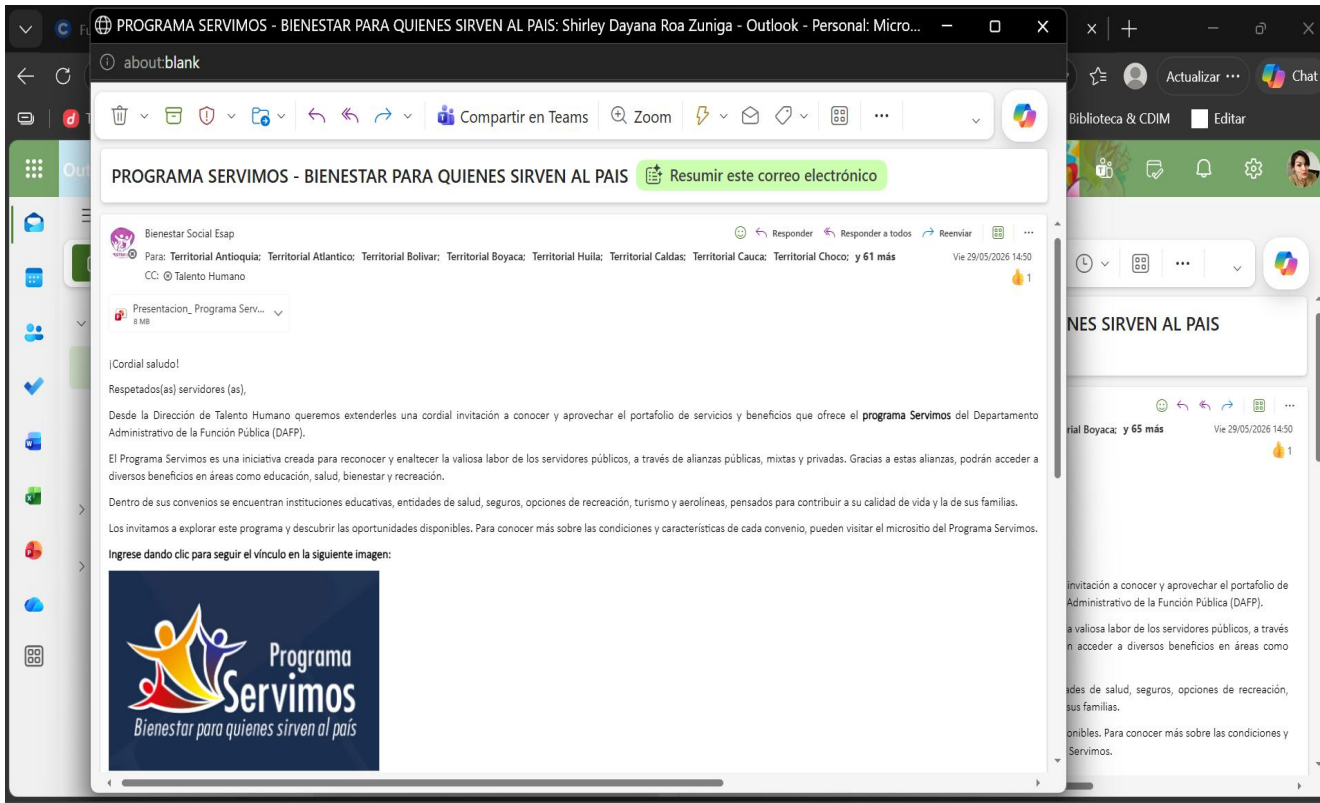 PROGRAMA SERVIMOS - BIENESTAR PARA QUIENES SIRVEN AL PAIS: Shirley Dayana Roa Zuniga - Outlook - Personal: Micro...
about:blank
Actualizar ··· Chat
Biblioteca & CDIM Editar
Compartir en Teams Zoom
Out
PROGRAMA SERVIMOS - BIENESTAR PARA QUIENES SIRVEN AL PAIS Resumir este correo electrónico
Bienestar Social Esap
Responder Responder a todos Reenviar
Para: Territorial Antioquia; Territorial Atlantico; Territorial Bolivar; Territorial Boyaca; Territorial Huila; Territorial Caldas; Territorial Cauca; Territorial Choco; y 61 más
Vie 29/05/2026 14:50
CC: Talento Humano
1
Presentacion_ Programa Serv...
8 MB
¡Cordial saludo!
Respetados(as) servidores (as),
Desde la Dirección de Talento Humano queremos extenderles una cordial invitación a conocer y aprovechar el portafolio de servicios y beneficios que ofrece el programa Servimos del Departamento
Administrativo de la Función Pública (DAFP).
El Programa Servimos es una iniciativa creada para reconocer y enaltecer la valiosa labor de los servidores públicos, a través de alianzas públicas, mixtas y privadas. Gracias a estas alianzas, podrán acceder a
diversos beneficios en áreas como educación, salud, bienestar y recreación.
Dentro de sus convenios se encuentran instituciones educativas, entidades de salud, seguros, opciones de recreación, turismo y aerolíneas, pensados para contribuir a su calidad de vida y la de sus familias.
Los invitamos a explorar este programa y descubrir las oportunidades disponibles. Para conocer más sobre las condiciones y características de cada convenio, pueden visitar el micrositio del Programa Servimos.
Ingrese dando clic para seguir el vínculo en la siguiente imagen:
Programa
Servimos
Bienestar para quienes sirven al país
NES SIRVEN AL PAIS
rial Boyaca; y 65 más
Vie 29/05/2026 14:50
1
invitación a conocer y aprovechar el portafolio de
Administrativo de la Función Pública (DAFP).
a valiosa labor de los servidores públicos, a través
n acceder a diversos beneficios en áreas como
ades de salud, seguros, opciones de recreación,
sus familias.
onibles. Para conocer más sobre las condiciones y
Servimos.